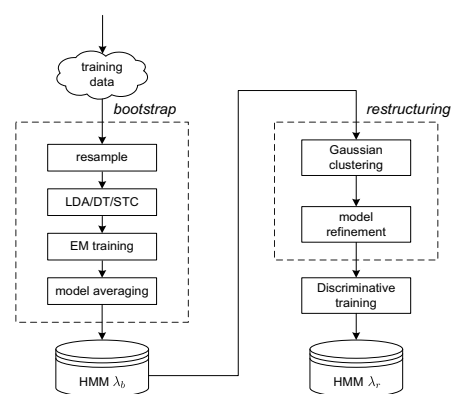 training
data
bootstrap
resample
LDA/DT/STC
EM training
model averaging
HMM λ_b
restructuring
Gaussian
clustering
model
refinement
Discriminative
training
HMM λ_r